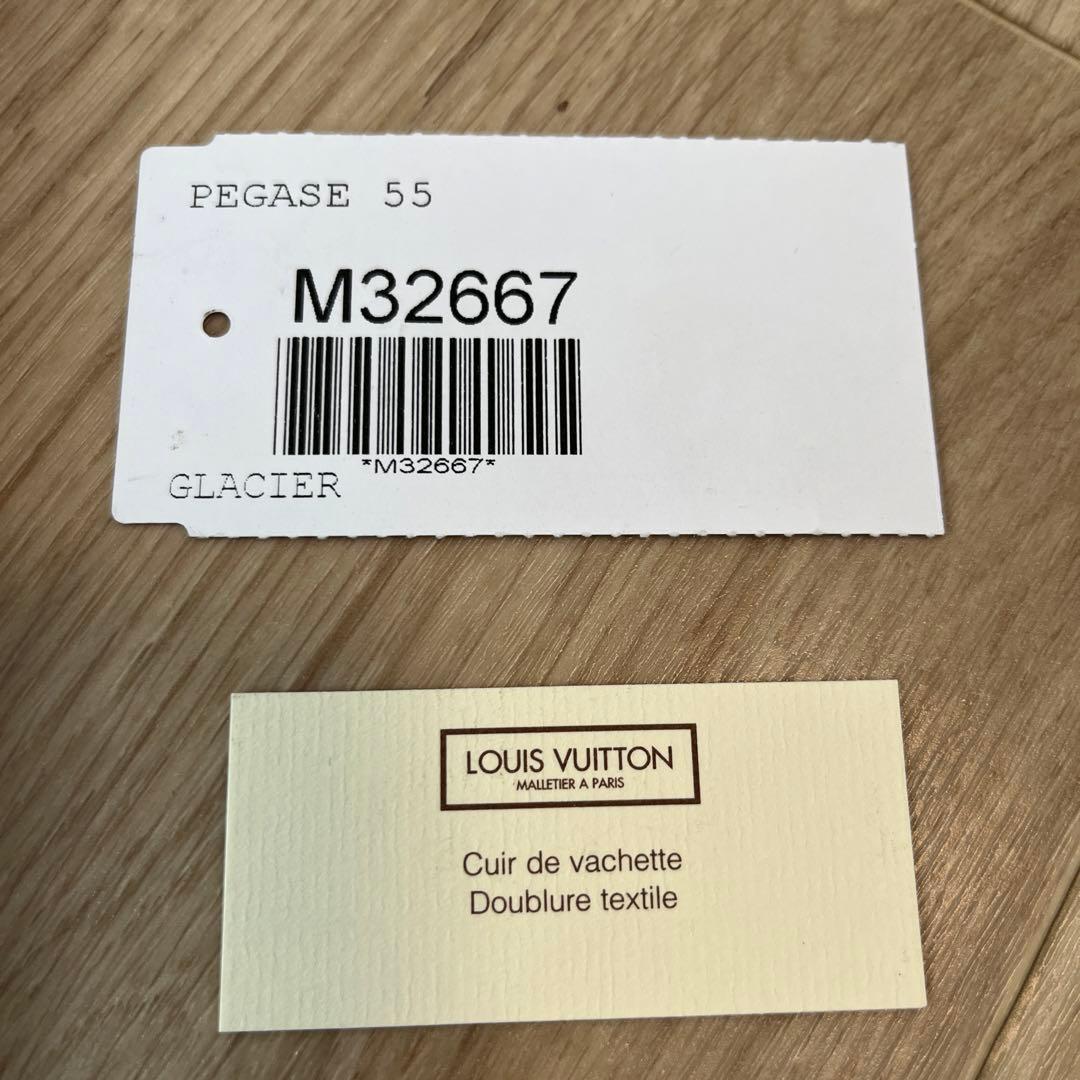 PEGASE 55
M32667
*M32667*
GLACIER
LOUIS VUITTON
MALLETIER A PARIS
Cuir de vachette
Doublure textile